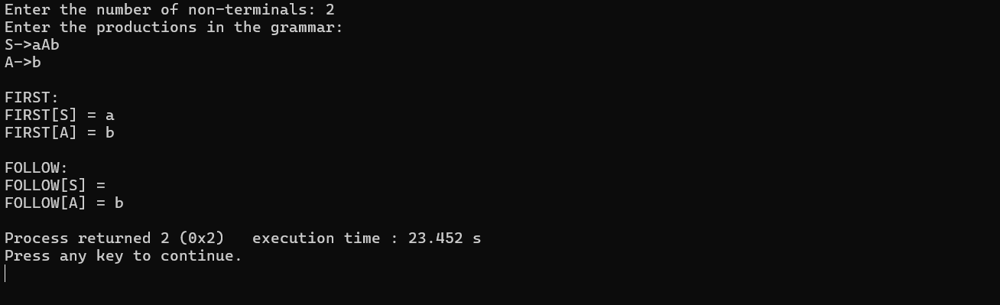 Enter the number of non-terminals: 2
Enter the productions in the grammar:
S->aAb
A->b
FIRST:
FIRST[S] = a
FIRST[A] = b
FOLLOW:
FOLLOW[S] =
FOLLOW[A] = b
Process returned 2 (0x2)   execution time : 23.452 s
Press any key to continue.